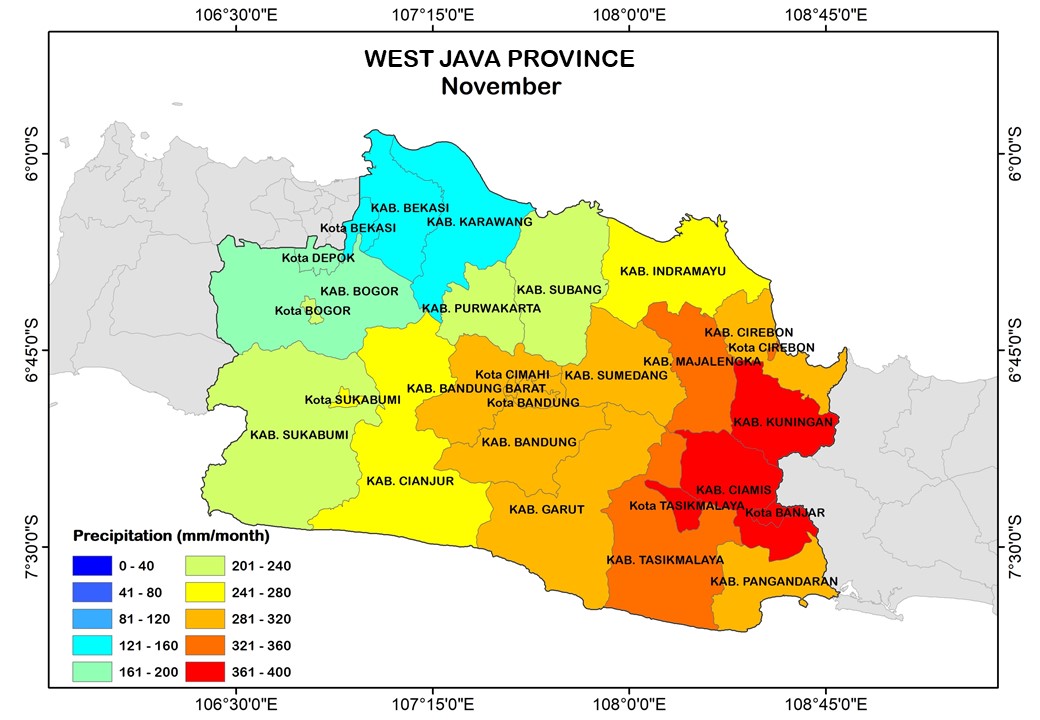 106°30'0"E 107°15'0"E 108°00'0"E 108°45'0"E
WEST JAVA PROVINCE
November
6°0'0"S 6°0'0"S
KAB. BEKASI
KAB. KARAWANG
Kota BEKASI
Kota DEPOK
KAB. INDRAMAYU
KAB. BOGOR
KAB. SUBANG
Kota BOGOR
KAB. PURWAKARTA
KAB. CIREBON
Kota CIREBON
6°45'0"S 6°45'0"S
KAB. MAJALENGKA
Kota CIMAHI
KAB. SUMEDANG
KAB. BANDUNG BARAT
Kota SUKABUMI
Kota BANDUNG
KAB. KUNINGAN
KAB. SUKABUMI
KAB. BANDUNG
KAB. CIANJUR
KAB. CIAMIS
Kota TASIKMALAYA
KAB. GARUT
Kota BANJAR
7°30'0"S 7°30'0"S
KAB. TASIKMALAYA
KAB. PANGANDARAN
Precipitation (mm/month)
0 - 40 201 - 240
41 - 80 241 - 280
81 - 120 281 - 320
121 - 160 321 - 360
161 - 200 361 - 400
106°30'0"E 107°15'0"E 108°00'0"E 108°45'0"E